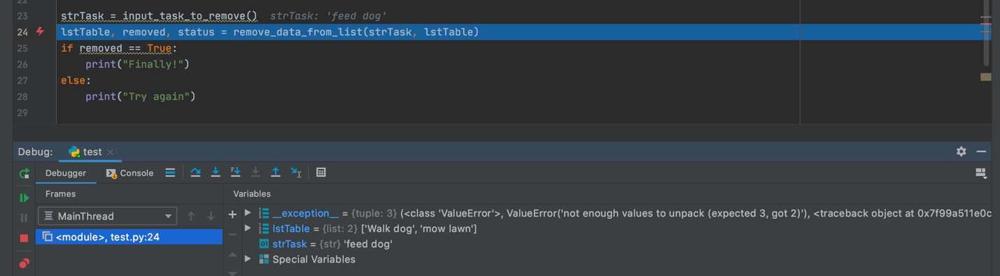 22
23 strTask = input_task_to_remove() strTask: 'feed dog'
24 lstTable, removed, status = remove_data_from_list(strTask, lstTable)
25 if removed == True:
26 print("Finally!")
27 else:
28 print("Try again")
29
Debug: test
Debugger Console
Frames Variables
MainThread
<module>, test.py:24
__exception__ = {tuple: 3} (<class 'ValueError'>, ValueError('not enough values to unpack (expected 3, got 2)'), <traceback object at 0x7f99a511e0c
lstTable = {list: 2} ['Walk dog', 'mow lawn']
strTask = {str} 'feed dog'
Special Variables